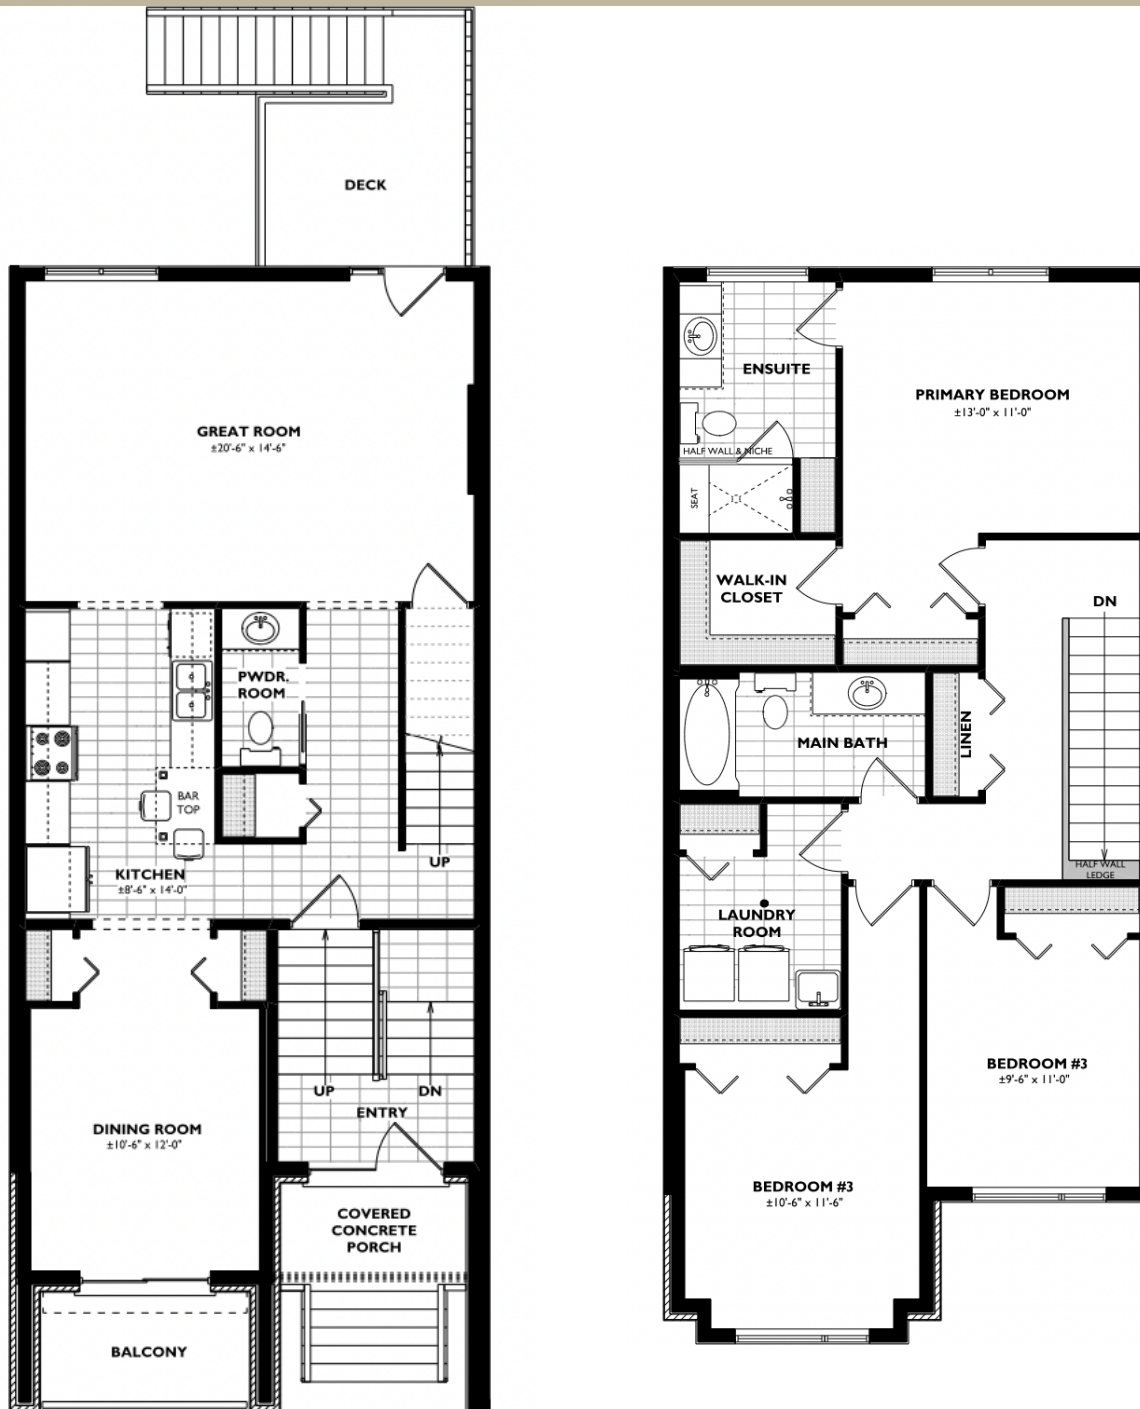 DECK
GREAT ROOM
±20'-6" x 14'-6"
PWDR.
ROOM
BAR
TOP
KITCHEN
±8'-6" x 14'-0"
UP
UP
DN
ENTRY
DINING ROOM
±10'-6" x 12'-0"
COVERED
CONCRETE
PORCH
BALCONY
ENSUITE
PRIMARY BEDROOM
±13'-0" x 11'-0"
HALF WALL & NICHE
SEAT
WALK-IN
CLOSET
DN
LINEN
MAIN BATH
HALF WALL
LEDGE
LAUNDRY
ROOM
BEDROOM #3
±9'-6" x 11'-0"
BEDROOM #3
±10'-6" x 11'-6"